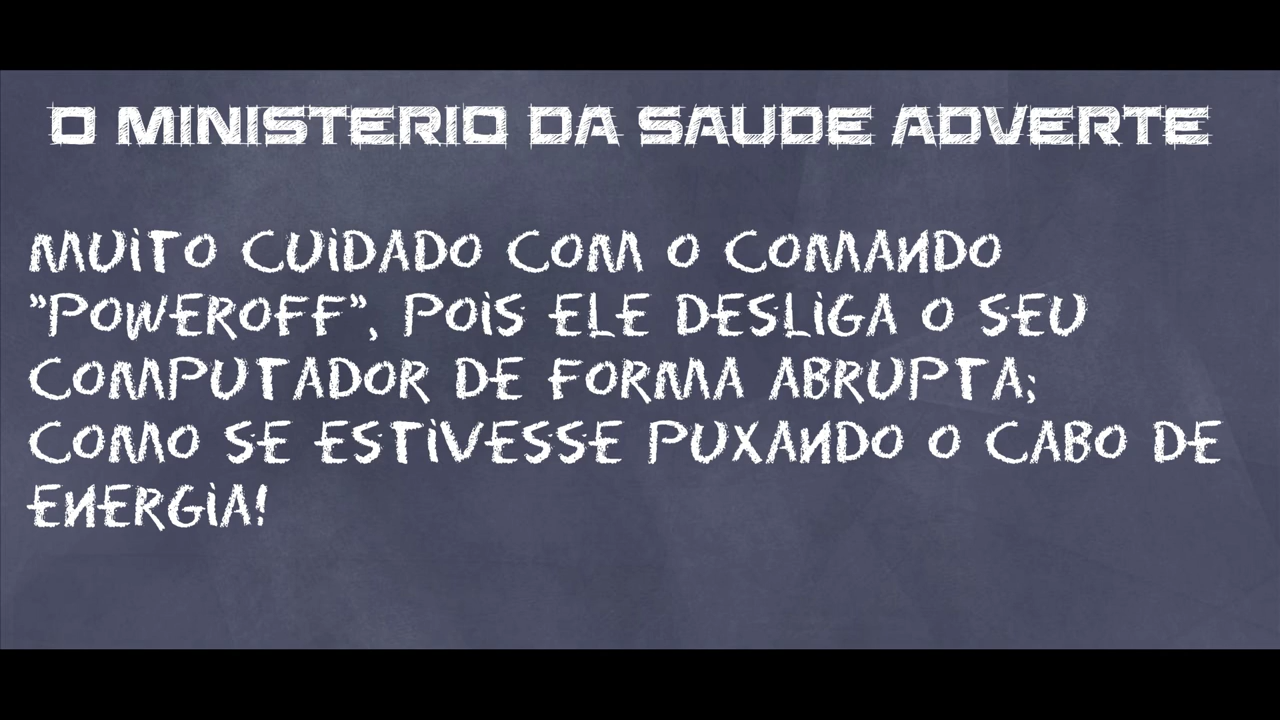 O MINISTERIO DA SAUDE ADVERTE
MUITO CUIDADO COM O COMANDO
"POWEROFF", POIS ELE DESLIGA O SEU
COMPUTADOR DE FORMA ABRUPTA;
COMO SE ESTIVESSE PUXANDO O CABO DE
ENERGIA!